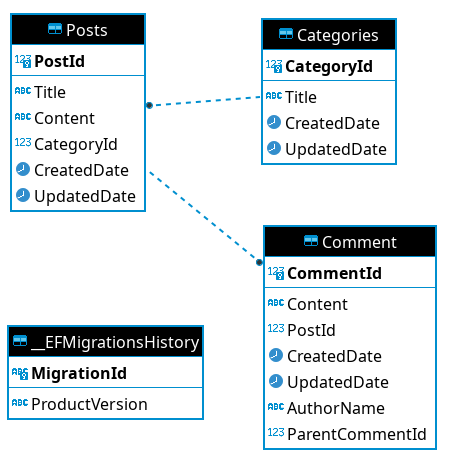 Posts
PostId
Title
Content
CategoryId
CreatedDate
UpdatedDate
Categories
CategoryId
Title
CreatedDate
UpdatedDate
Comment
CommentId
Content
PostId
CreatedDate
UpdatedDate
AuthorName
ParentCommentId
__EFMigrationsHistory
MigrationId
ProductVersion